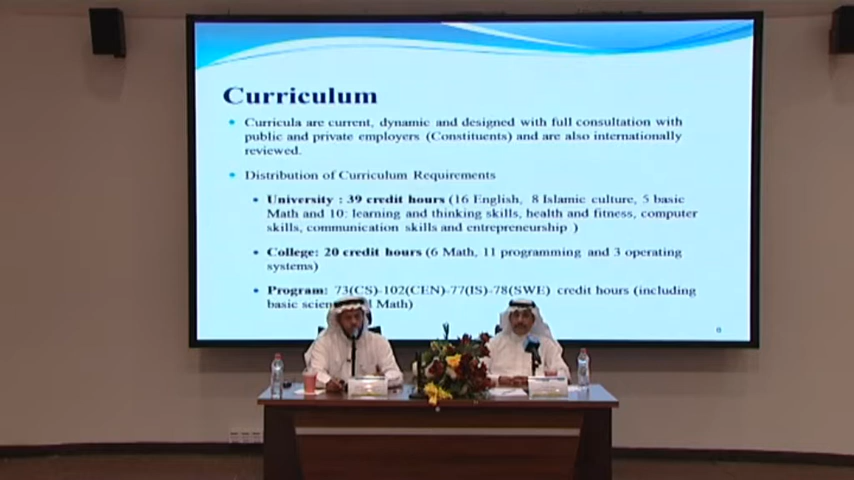 Curriculum
Curricula are current, dynamic and designed with full consultation with
public and private employers (Constituents) and are also internationally
reviewed.
Distribution of Curriculum Requirements
University : 39 credit hours (16 English, 8 Islamic culture, 5 basic
Math and 10: learning and thinking skills, health and fitness, computer
skills, communication skills and entrepreneurship )
College: 20 credit hours (6 Math, 11 programming and 3 operating
systems)
Program: 73(CS)-102(CEN)-77(IS)-78(SWE) credit hours (including
basic Math)